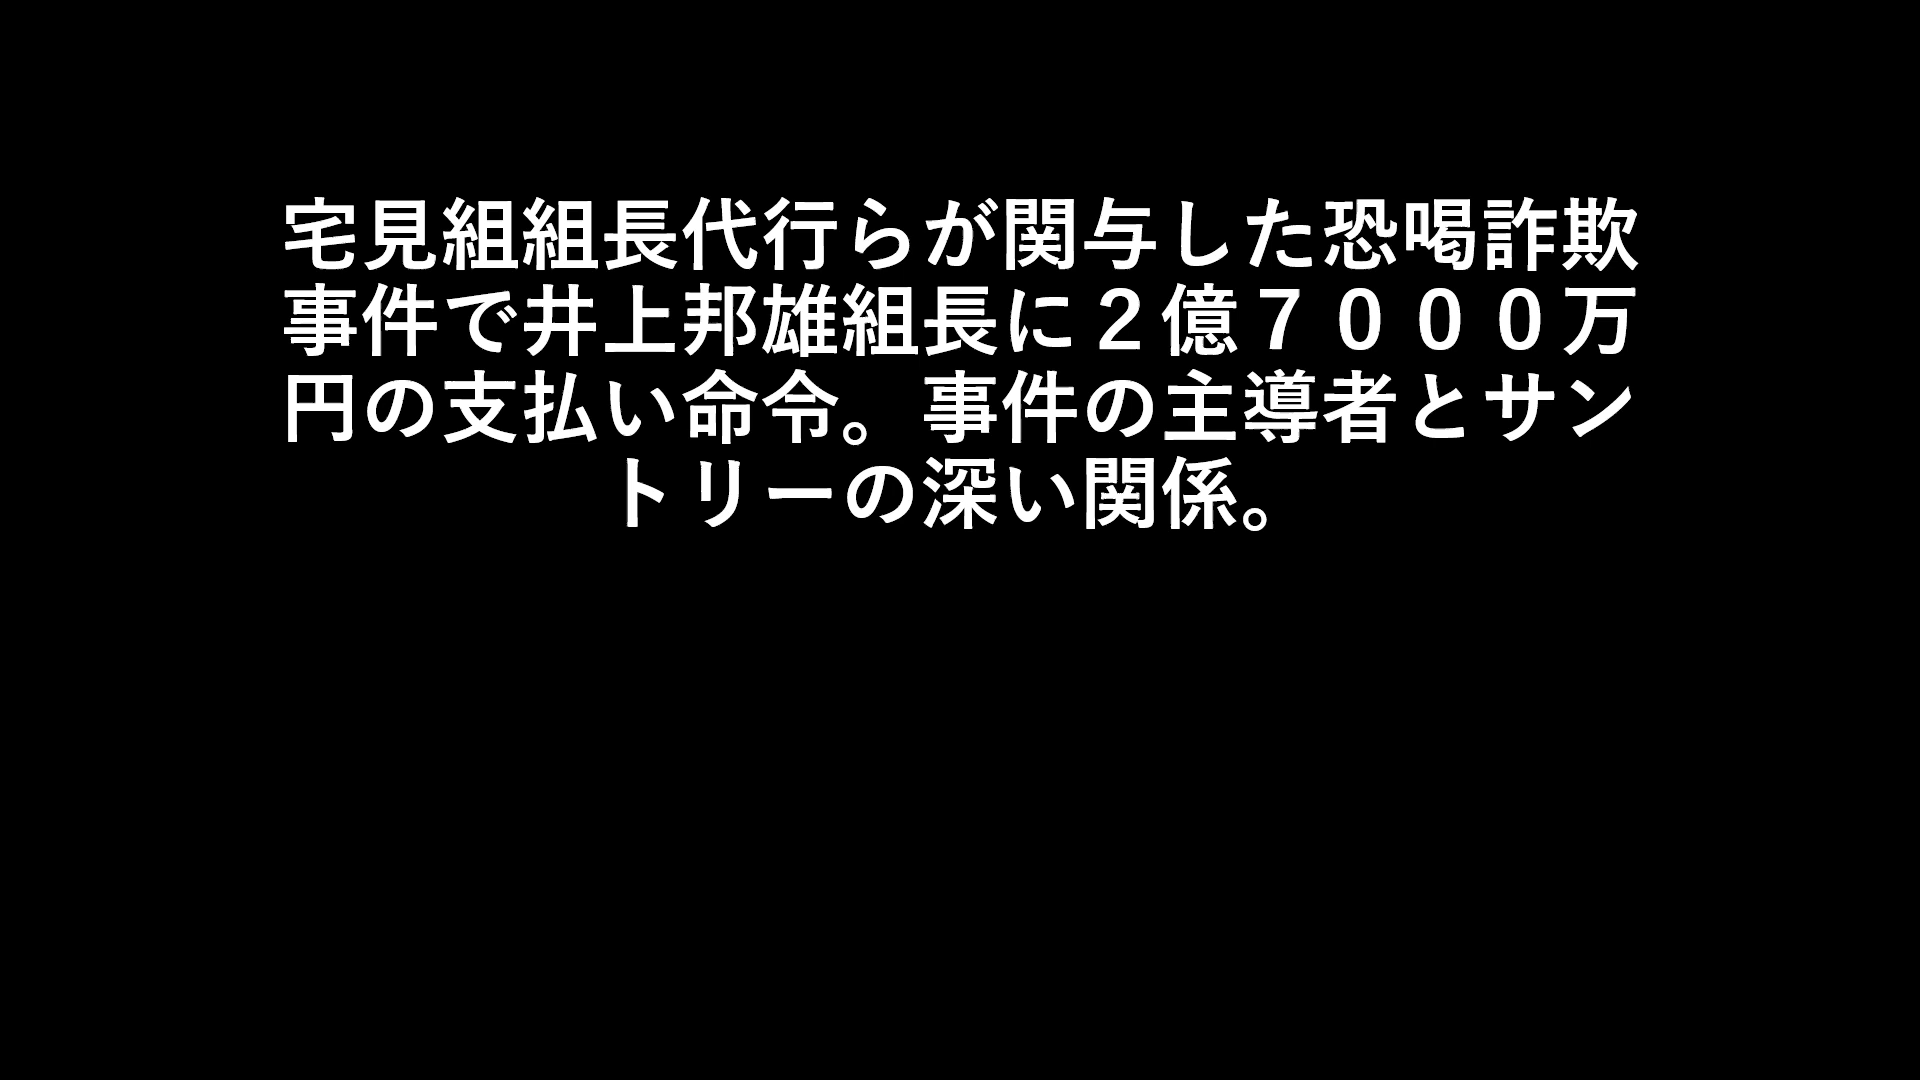 宅見組組長代行らが関与した恐喝詐欺
事件で井上邦雄組長に２億７０００万
円の支払い命令。事件の主導者とサン
トリーの深い関係。